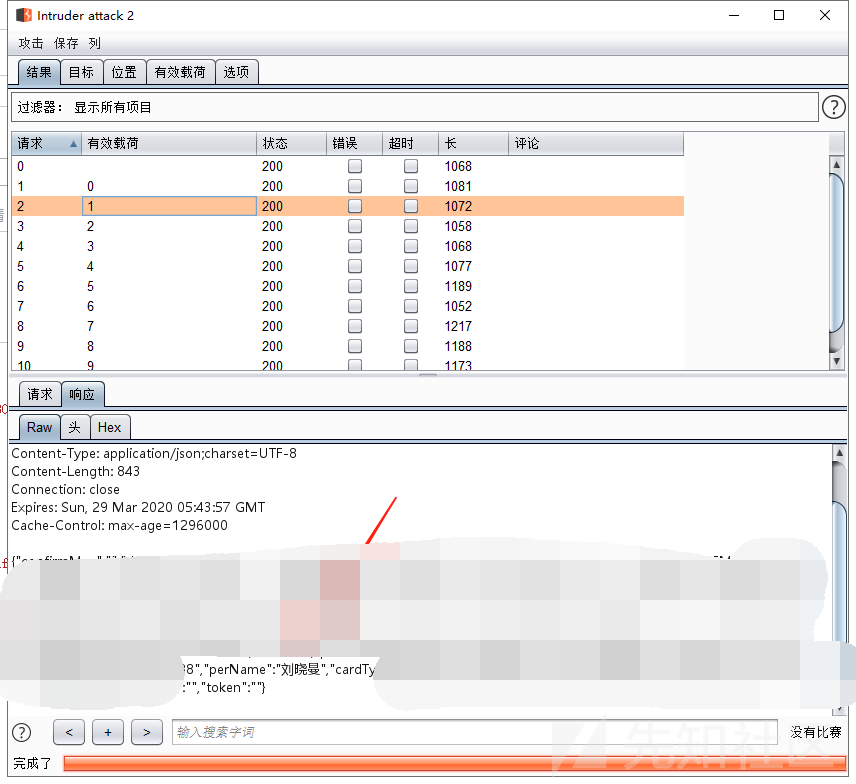 Intruder attack 2
攻击 保存 列
结果 目标 位置 有效载荷 选项
过滤器： 显示所有项目
?
请求 有效载荷 状态 错误 超时 长 评论
0 200 1068
1 0 200 1081
2 1 200 1072
3 2 200 1058
4 3 200 1068
5 4 200 1077
6 5 200 1189
7 6 200 1052
8 7 200 1217
9 8 200 1188
10 9 200 1173
请求 响应
Raw 头 Hex
Content-Type: application/json;charset=UTF-8
Content-Length: 843
Connection: close
Expires: Sun, 29 Mar 2020 05:43:57 GMT
Cache-Control: max-age=1296000
8","perName":"刘晓曼","cardTy
:"","token":""}
? < + > 输入搜索字词 没有比赛
完成了
先知社区